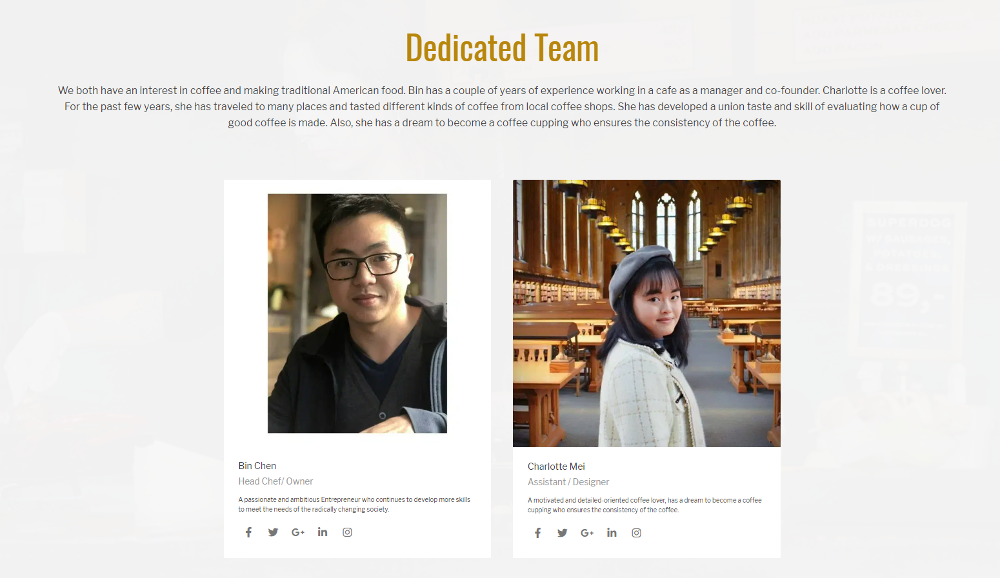 Dedicated Team
We both have an interest in coffee and making traditional American food. Bin has a couple of years of experience working in a cafe as a manager and co-founder. Charlotte is a coffee lover.
For the past few years, she has traveled to many places and tasted different kinds of coffee from local coffee shops. She has developed a union taste and skill of evaluating how a cup of
good coffee is made. Also, she has a dream to become a coffee cupping who ensures the consistency of the coffee.
SUPERDOG
89,-
Bin Chen
Head Chef/ Owner
A passionate and ambitious Entrepreneur who continues to develop more skills
to meet the needs of the radically changing society.
Charlotte Mei
Assistant / Designer
A motivated and detailed-oriented coffee lover, has a dream to become a coffee
cupping who ensures the consistency of the coffee.